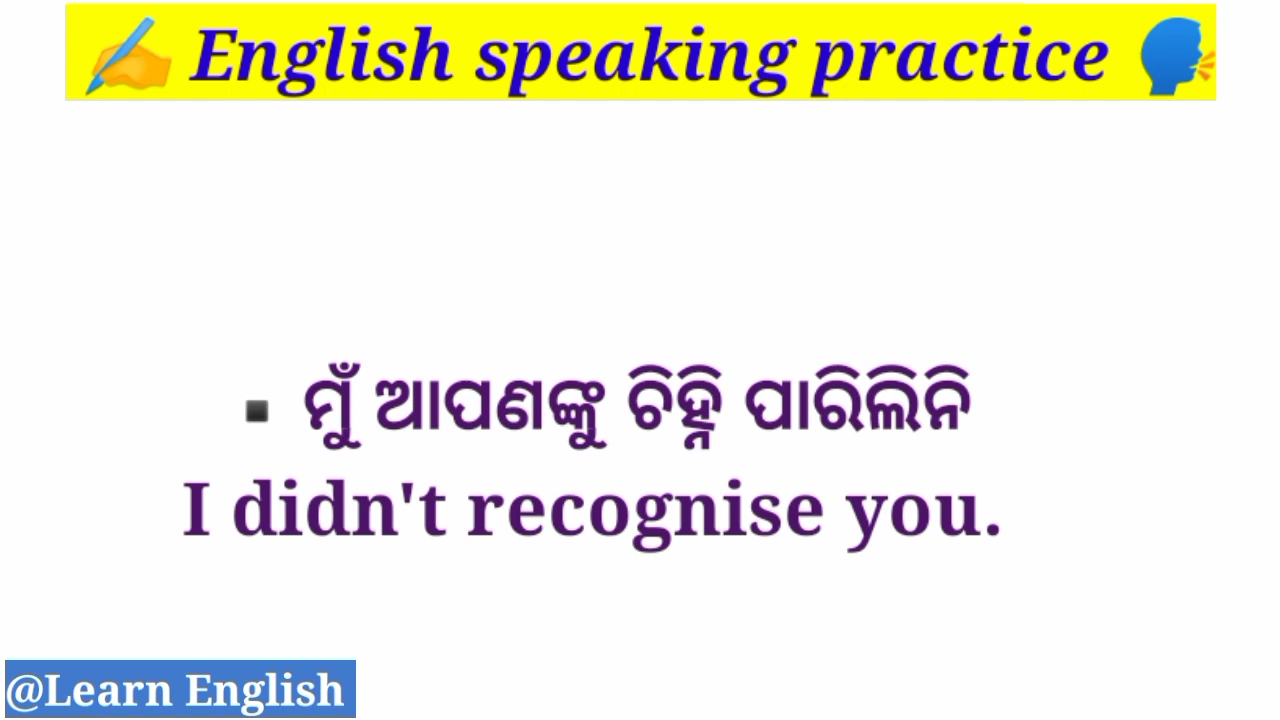 ✍️ English speaking practice 🗣️
▪️ ମୁଁ ଆପଣଙ୍କୁ ଚିହ୍ନି ପାରିଲିନି
I didn't recognise you.
@Learn English